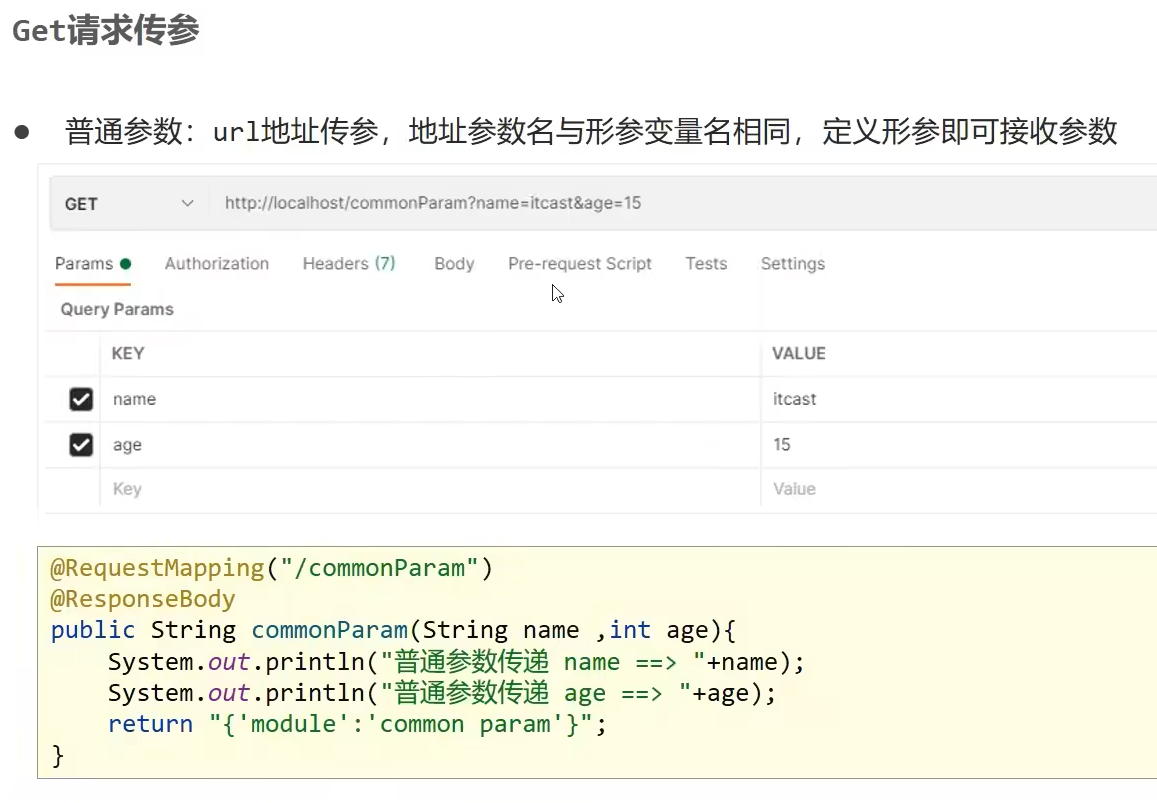 Get请求传参
● 普通参数：url地址传参，地址参数名与形参变量名相同，定义形参即可接收参数
GET http://localhost/commonParam?name=itcast&age=15
Params Authorization Headers (7) Body Pre-request Script Tests Settings
Query Params
KEY VALUE
name itcast
age 15
Key Value
@RequestMapping("/commonParam")
@ResponseBody
public String commonParam(String name ,int age){
    System.out.println("普通参数传递 name ==> "+name);
    System.out.println("普通参数传递 age ==> "+age);
    return "{'module':'common param'}";
}